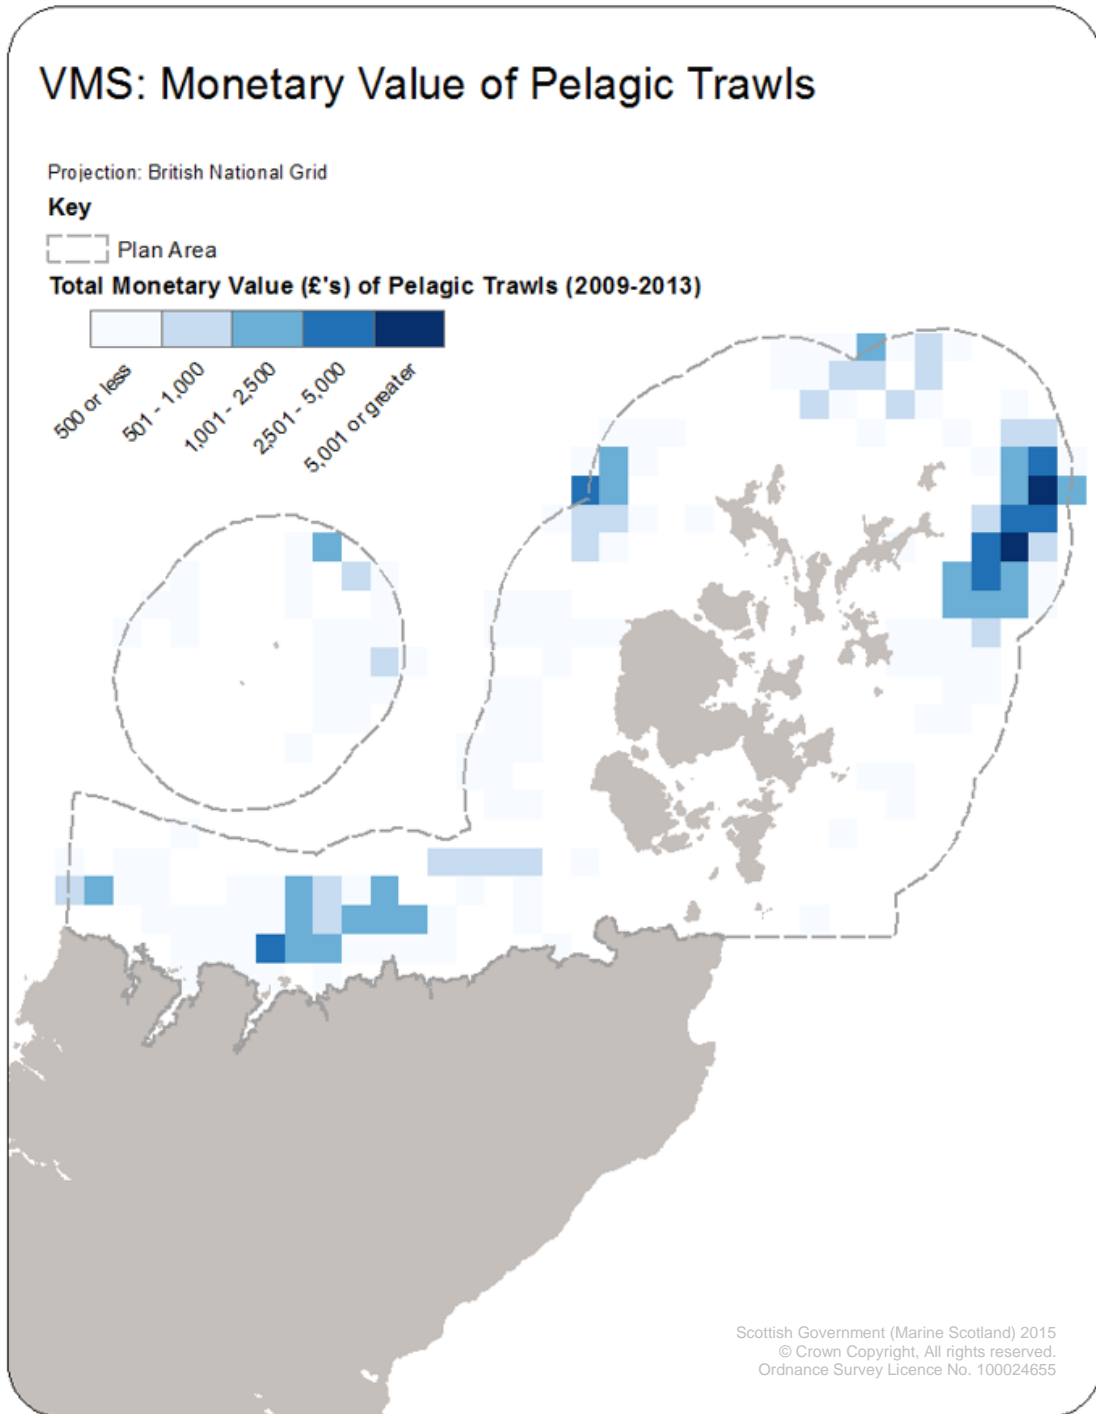 VMS: Monetary Value of Pelagic Trawls
Projection: British National Grid
Key
Plan Area
Total Monetary Value (£'s) of Pelagic Trawls (2009-2013)
500 or less
501 - 1,000
1,001 - 2,500
2,501 - 5,000
5,001 or greater
Scottish Government (Marine Scotland) 2015
© Crown Copyright, All rights reserved.
Ordnance Survey Licence No. 100024655